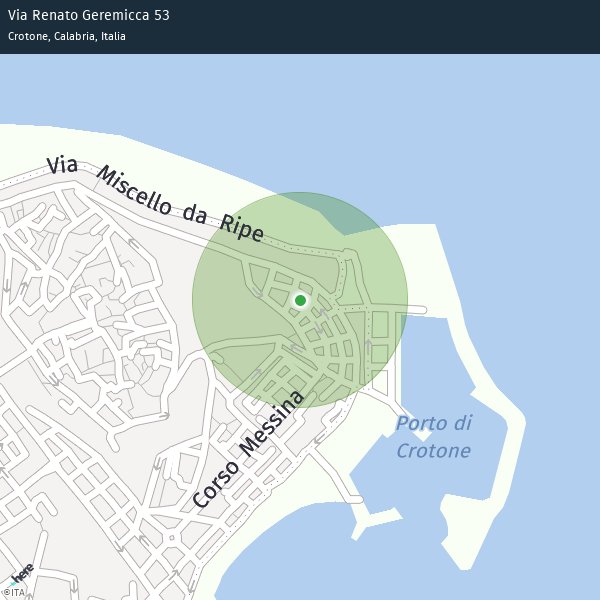 Via Renato Geremicca 53
Crotone, Calabria, Italia
Via Miscello da Ripe
Corso Messina
Porto di
Crotone
here
©ITA